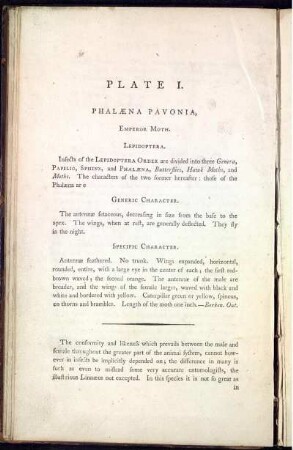 PLATE I.
PHALÆNA PAVONIA,
EMPEROR MOTH.
LEPIDOPTERA.
Inſects of the LEPIDOPTERA ORDER are divided into three Genera,
PAPILIO, SPHINX, and PHALÆNA, Butterflies, Hawk Moths, and
Moths. The characters of the two former hereafter: thoſe of the
Phalæna are
GENERIC CHARACTER.
The antennæ ſetaceous, decreaſing in ſize from the baſe to the
apex. The wings, when at reſt, are generally deflected. They fly
in the night.
SPECIFIC CHARACTER.
Antennæ feathered. No trunk. Wings expanded, horizontal,
rounded, entire, with a large eye in the center of each; the firſt red-
brown waved; the ſecond orange. The antennæ of the male are
broader, and the wings of the female larger, waved with black and
white and bordered with yellow. Caterpillar green or yellow, ſpinous,
on thorns and brambles. Length of the moth one inch.—Berken. Out.
The conformity and likeneſs which prevails between the male and
female throughout the greater part of the animal ſyſtem, cannot how-
ever in inſects be implicitly depended on; the difference in many is
ſuch as even to miſlead ſome very accurate entomologiſts, the
illuſtrious Linnæus not excepted. In this ſpecies it is not ſo great as
in